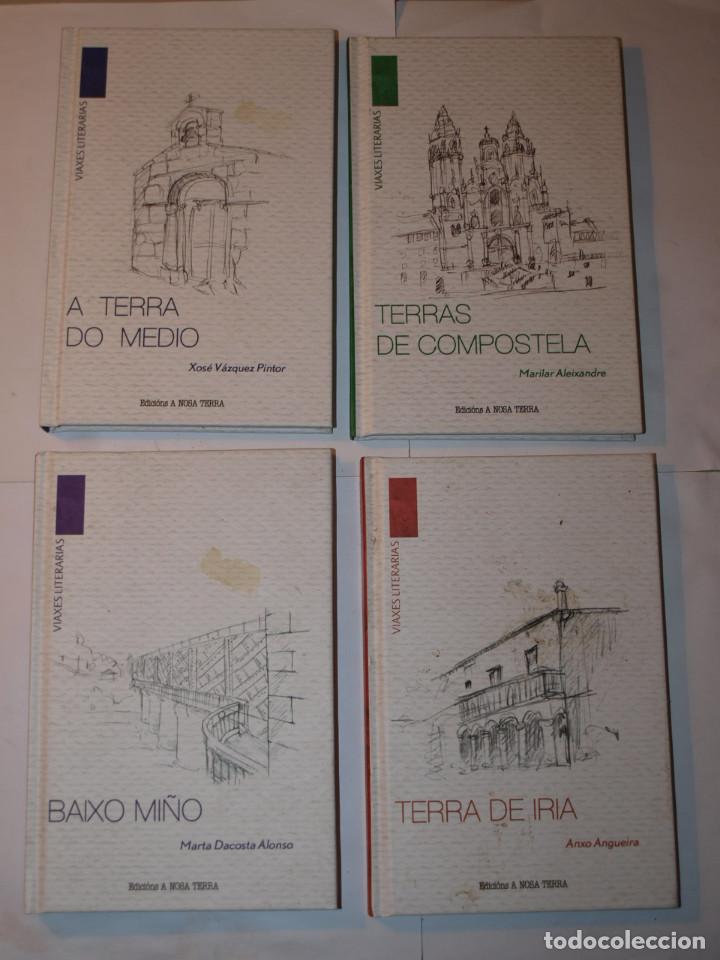 VIAXES LITERARIAS
A TERRA
DO MEDIO
Xosé Vázquez Pintor
Edicións A NOSA TERRA
VIAXES LITERARIAS
TERRAS
DE COMPOSTELA
Marilar Aleixandre
Edicións A NOSA TERRA
VIAXES LITERARIAS
BAIXO MIÑO
Marta Dacosta Alonso
Edicións A NOSA TERRA
VIAXES LITERARIAS
TERRA DE IRIA
Anxo Angueira
Edicións A NOSA TERRA
todocoleccion.net